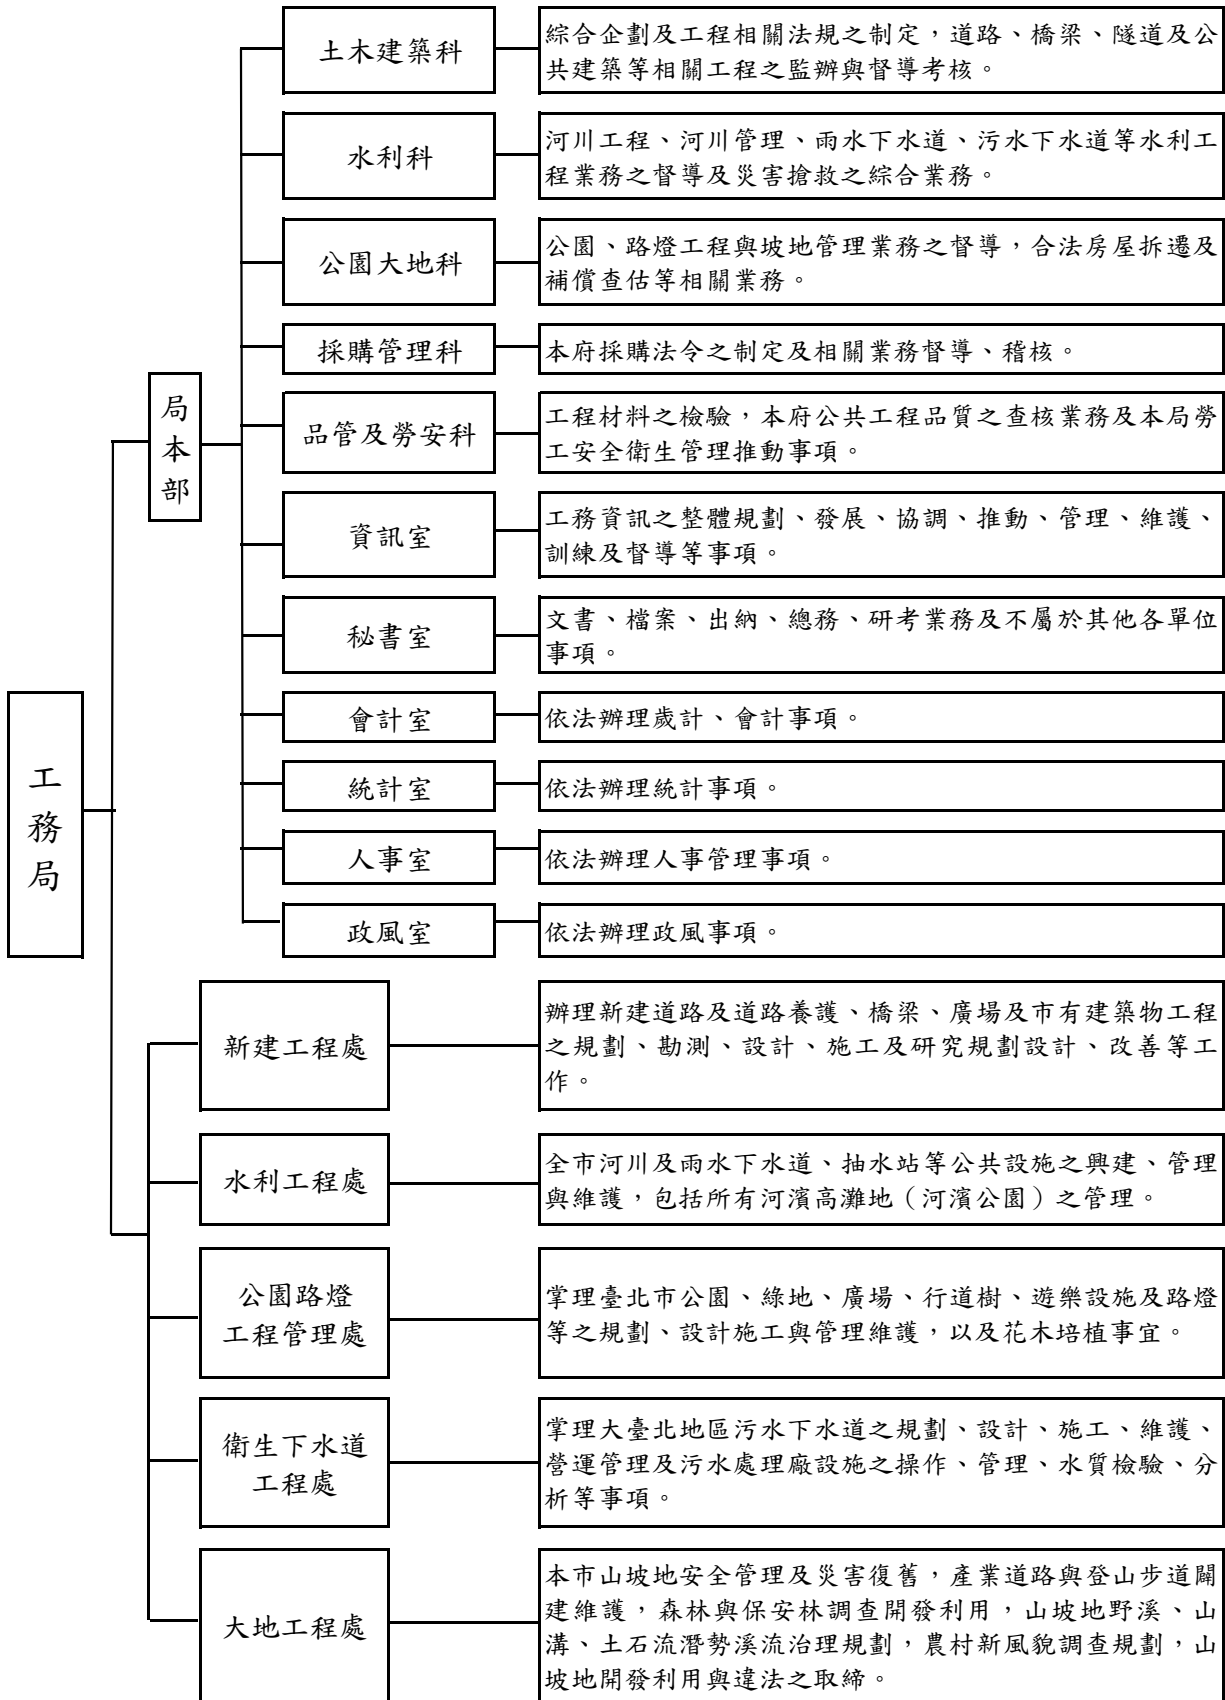 土木建築科
綜合企劃及工程相關法規之制定，道路、橋梁、隧道及公
共建築等相關工程之監辦與督導考核。
水利科
河川工程、河川管理、雨水下水道、污水下水道等水利工
程業務之督導及災害搶救之綜合業務。
公園大地科
公園、路燈工程與坡地管理業務之督導，合法房屋拆遷及
補償查估等相關業務。
採購管理科
本府採購法令之制定及相關業務督導、稽核。
局本部
品管及勞安科
工程材料之檢驗，本府公共工程品質之查核業務及本局勞
工安全衛生管理推動事項。
資訊室
工務資訊之整體規劃、發展、協調、推動、管理、維護、
訓練及督導等事項。
秘書室
文書、檔案、出納、總務、研考業務及不屬於其他各單位
事項。
會計室
依法辦理歲計、會計事項。
工務局
統計室
依法辦理統計事項。
人事室
依法辦理人事管理事項。
政風室
依法辦理政風事項。
新建工程處
辦理新建道路及道路養護、橋梁、廣場及市有建築物工程
之規劃、勘測、設計、施工及研究規劃設計、改善等工
作。
水利工程處
全市河川及雨水下水道、抽水站等公共設施之興建、管理
與維護，包括所有河濱高灘地（河濱公園）之管理。
公園路燈
工程管理處
掌理臺北市公園、綠地、廣場、行道樹、遊樂設施及路燈
等之規劃、設計施工與管理維護，以及花木培植事宜。
衛生下水道
工程處
掌理大臺北地區污水下水道之規劃、設計、施工、維護、
營運管理及污水處理廠設施之操作、管理、水質檢驗、分
析等事項。
大地工程處
本市山坡地安全管理及災害復舊，產業道路與登山步道闢
建維護，森林與保安林調查開發利用，山坡地野溪、山
溝、土石流潛勢溪流治理規劃，農村新風貌調查規劃，山
坡地開發利用與違法之取締。